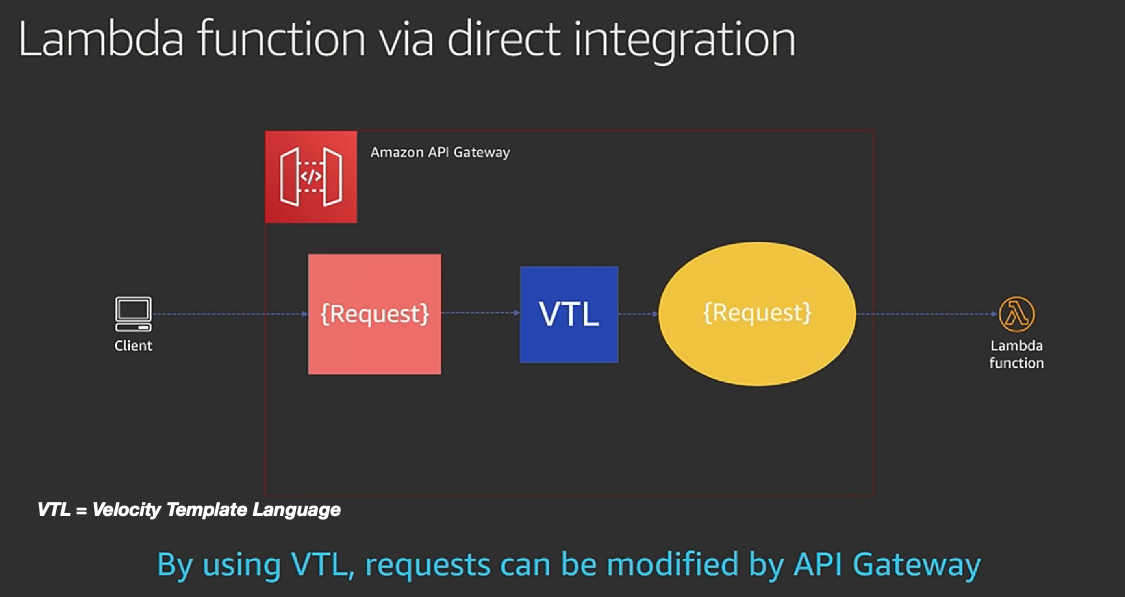 Lambda function via direct integration
Amazon API Gateway
</>
{Request}
VTL
{Request}
Client
Lambda
function
VTL = Velocity Template Language
By using VTL, requests can be modified by API Gateway